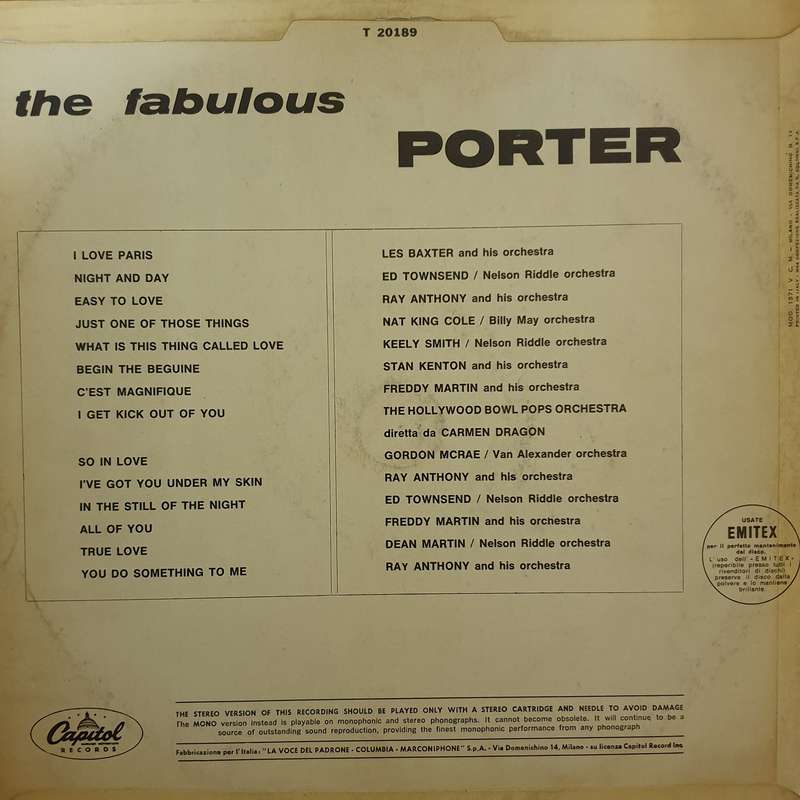 T 20189
the fabulous
PORTER
I LOVE PARIS
NIGHT AND DAY
EASY TO LOVE
JUST ONE OF THOSE THINGS
WHAT IS THIS THING CALLED LOVE
BEGIN THE BEGUINE
C'EST MAGNIFIQUE
I GET KICK OUT OF YOU
SO IN LOVE
I'VE GOT YOU UNDER MY SKIN
IN THE STILL OF THE NIGHT
ALL OF YOU
TRUE LOVE
YOU DO SOMETHING TO ME
LES BAXTER and his orchestra
ED TOWNSEND / Nelson Riddle orchestra
RAY ANTHONY and his orchestra
NAT KING COLE / Billy May orchestra
KEELY SMITH / Nelson Riddle orchestra
STAN KENTON and his orchestra
FREDDY MARTIN and his orchestra
THE HOLLYWOOD BOWL POPS ORCHESTRA
diretta da CARMEN DRAGON
GORDON MCRAE / Van Alexander orchestra
RAY ANTHONY and his orchestra
ED TOWNSEND / Nelson Riddle orchestra
FREDDY MARTIN and his orchestra
DEAN MARTIN / Nelson Riddle orchestra
RAY ANTHONY and his orchestra
USATE
EMITEX
per il perfetto mantenimento
del disco.
L'uso dell'«EMITEX»
(reperibile presso tutti i
rivenditori di dischi)
preserva il disco dalla
polvere e lo mantiene
brillante.
Capitol
RECORDS
THE STEREO VERSION OF THIS RECORDING SHOULD BE PLAYED ONLY WITH A STEREO CARTRIDGE AND NEEDLE TO AVOID DAMAGE
The MONO version instead is playable on monophonic and stereo phonographs. It cannot become obsolete. It will continue to be a
source of outstanding sound reproduction, providing the finest monophonic performance from any phonograph
Fabbricazione per l'Italia: "LA VOCE DEL PADRONE - COLUMBIA - MARCONIPHONE" S.p.A. - Via Domenichino 14, Milano - su licenza Capitol Record Inc